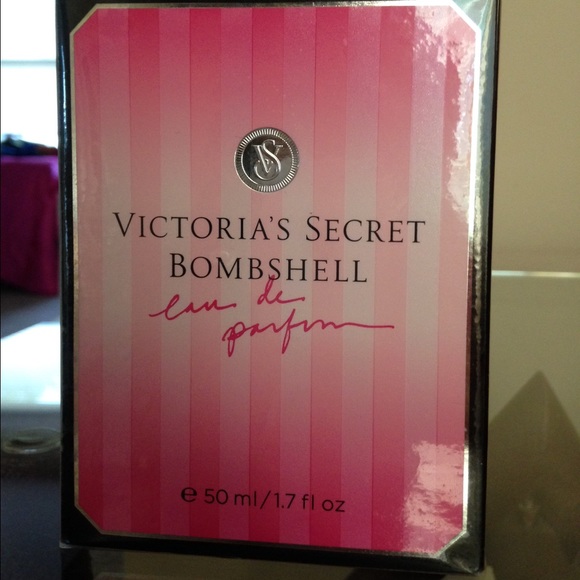 VS
VICTORIA'S SECRET
BOMBSHELL
eau de
parfum
℮ 50 ml/1.7 fl oz